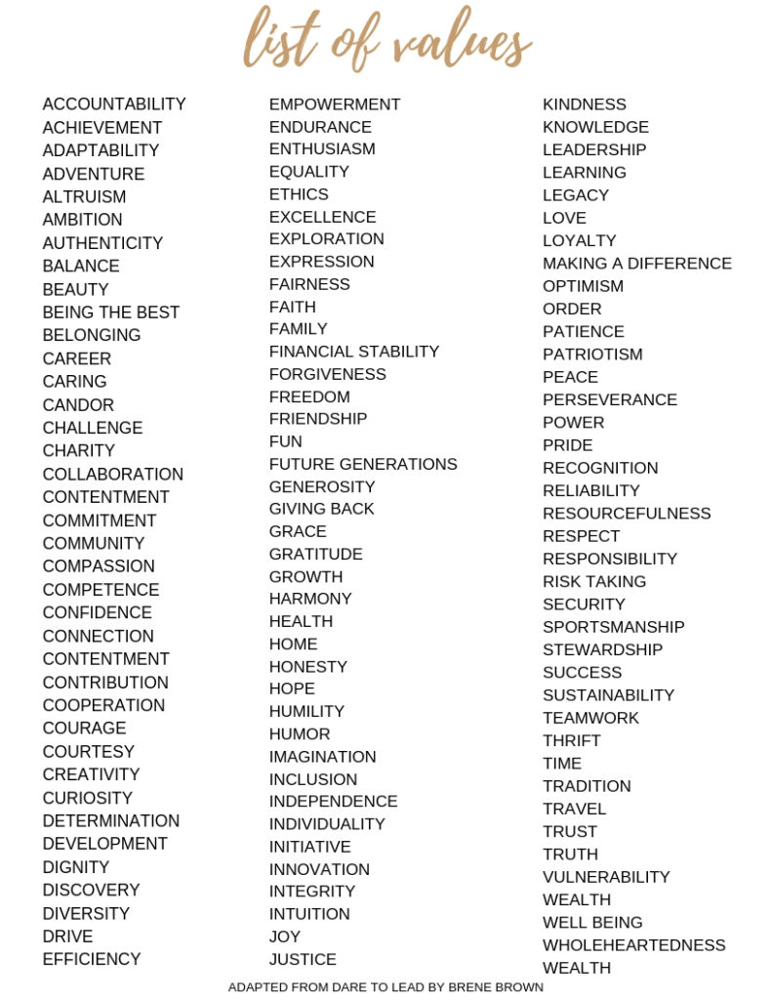 list of values
ACCOUNTABILITY
ACHIEVEMENT
ADAPTABILITY
ADVENTURE
ALTRUISM
AMBITION
AUTHENTICITY
BALANCE
BEAUTY
BEING THE BEST
BELONGING
CAREER
CARING
CANDOR
CHALLENGE
CHARITY
COLLABORATION
CONTENTMENT
COMMITMENT
COMMUNITY
COMPASSION
COMPETENCE
CONFIDENCE
CONNECTION
CONTENTMENT
CONTRIBUTION
COOPERATION
COURAGE
COURTESY
CREATIVITY
CURIOSITY
DETERMINATION
DEVELOPMENT
DIGNITY
DISCOVERY
DIVERSITY
DRIVE
EFFICIENCY
EMPOWERMENT
ENDURANCE
ENTHUSIASM
EQUALITY
ETHICS
EXCELLENCE
EXPLORATION
EXPRESSION
FAIRNESS
FAITH
FAMILY
FINANCIAL STABILITY
FORGIVENESS
FREEDOM
FRIENDSHIP
FUN
FUTURE GENERATIONS
GENEROSITY
GIVING BACK
GRACE
GRATITUDE
GROWTH
HARMONY
HEALTH
HOME
HONESTY
HOPE
HUMILITY
HUMOR
IMAGINATION
INCLUSION
INDEPENDENCE
INDIVIDUALITY
INITIATIVE
INNOVATION
INTEGRITY
INTUITION
JOY
JUSTICE
KINDNESS
KNOWLEDGE
LEADERSHIP
LEARNING
LEGACY
LOVE
LOYALTY
MAKING A DIFFERENCE
OPTIMISM
ORDER
PATIENCE
PATRIOTISM
PEACE
PERSEVERANCE
POWER
PRIDE
RECOGNITION
RELIABILITY
RESOURCEFULNESS
RESPECT
RESPONSIBILITY
RISK TAKING
SECURITY
SPORTSMANSHIP
STEWARDSHIP
SUCCESS
SUSTAINABILITY
TEAMWORK
THRIFT
TIME
TRADITION
TRAVEL
TRUST
TRUTH
VULNERABILITY
WEALTH
WELL BEING
WHOLEHEARTEDNESS
WEALTH
ADAPTED FROM DARE TO LEAD BY BRENE BROWN